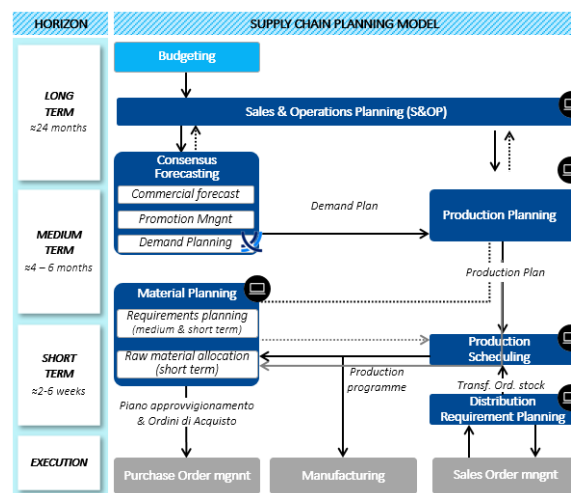 HORIZON
SUPPLY CHAIN PLANNING MODEL
Budgeting
LONG
TERM
≈24 months
Sales & Operations Planning (S&OP)
Consensus
Forecasting
Commercial forecast
Promotion Mngnt
Demand Planning
Demand Plan
Production Planning
MEDIUM
TERM
≈4 – 6 months
Production Plan
Material Planning
Requirements planning
(medium & short term)
Raw material allocation
(short term)
SHORT
TERM
≈2-6 weeks
Production
Scheduling
Production
programme
Transf. Ord. stock
Distribution
Requirement Planning
Piano approvvigionamento
& Ordini di Acquisto
EXECUTION
Purchase Order mgnnt
Manufacturing
Sales Order mngnt